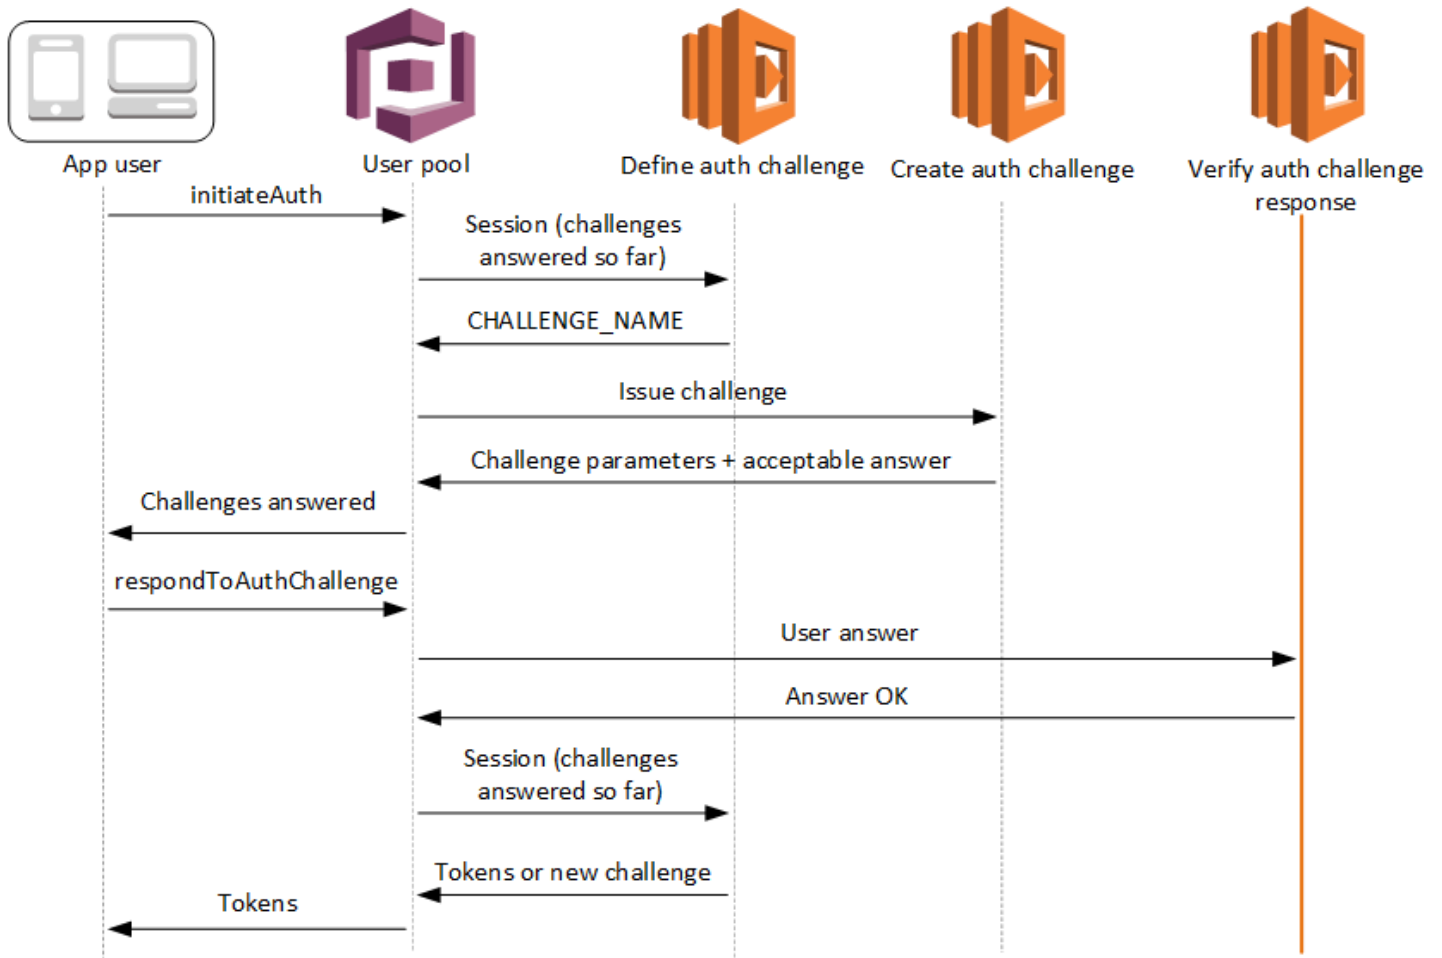 App user
User pool
Define auth challenge
Create auth challenge
Verify auth challenge
response
initiateAuth
Session (challenges
answered so far)
CHALLENGE_NAME
Issue challenge
Challenge parameters + acceptable answer
Challenges answered
respondToAuthChallenge
User answer
Answer OK
Session (challenges
answered so far)
Tokens or new challenge
Tokens